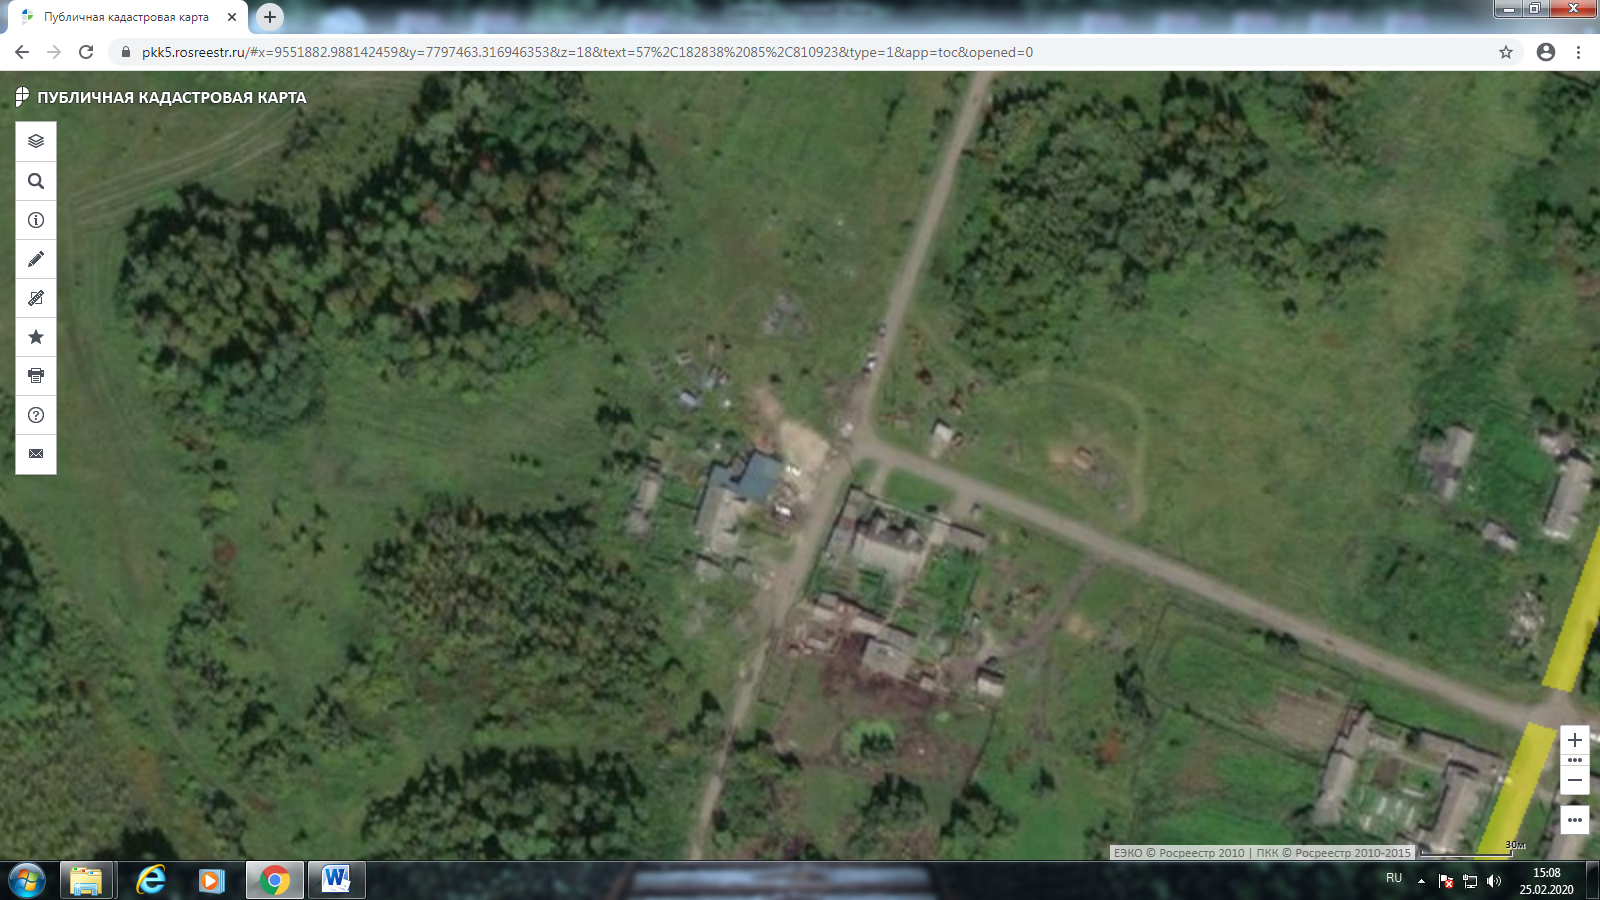 Публичная кадастровая карта
pkk5.rosreestr.ru/#x=9551882.988142459&y=7797463.316946353&z=18&text=57%2C182838%2085%2C810923&type=1&app=toc&opened=0
ПУБЛИЧНАЯ КАДАСТРОВАЯ КАРТА
30м
ЕЭКО © Росреестр 2010 | ПКК © Росреестр 2010-2015
RU
15:08
25.02.2020